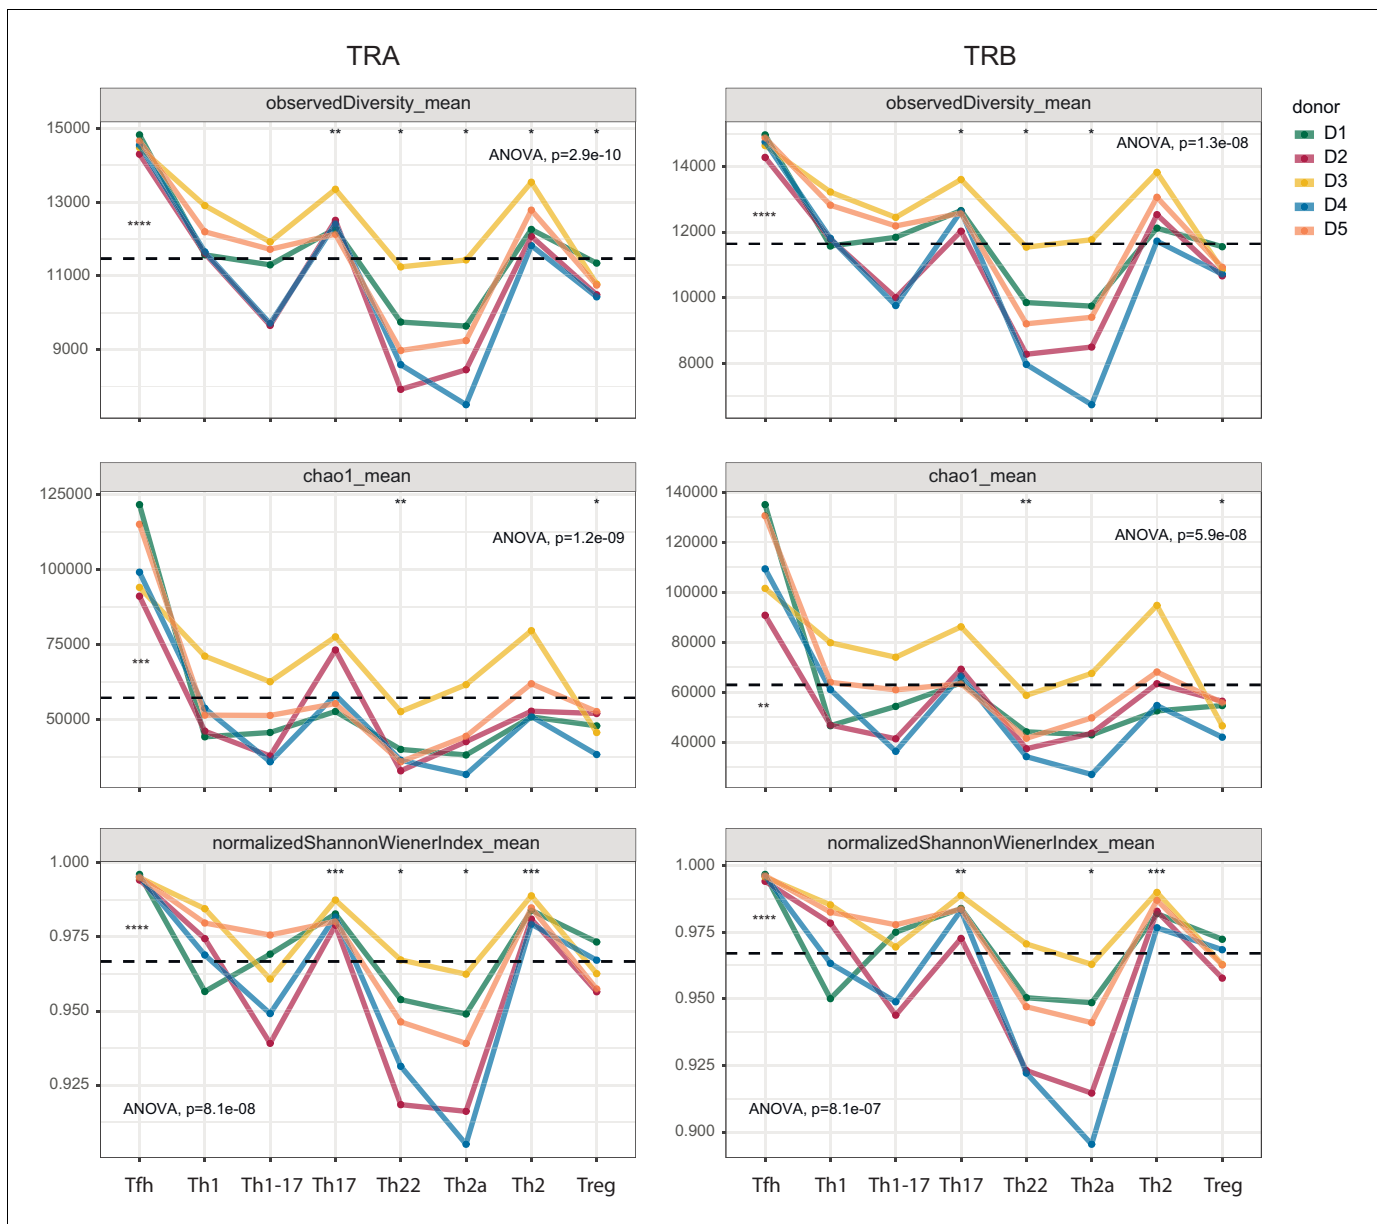 TRA
TRB
observedDiversity_mean
observedDiversity_mean
donor
D1
D2
D3
D4
D5
15000
13000
11000
9000
** * * * *
ANOVA, p=2.9e-10
****
14000
12000
10000
8000
* * *
ANOVA, p=1.3e-08
****
chao1_mean
chao1_mean
125000
100000
75000
50000
** *
ANOVA, p=1.2e-09
***
140000
120000
100000
80000
60000
40000
** *
ANOVA, p=5.9e-08
**
normalizedShannonWienerIndex_mean
normalizedShannonWienerIndex_mean
1.000
0.975
0.950
0.925
*** * * ***
****
ANOVA, p=8.1e-08
1.000
0.975
0.950
0.925
0.900
** * ***
****
ANOVA, p=8.1e-07
Tfh Th1 Th1-17 Th17 Th22 Th2a Th2 Treg
Tfh Th1 Th1-17 Th17 Th22 Th2a Th2 Treg